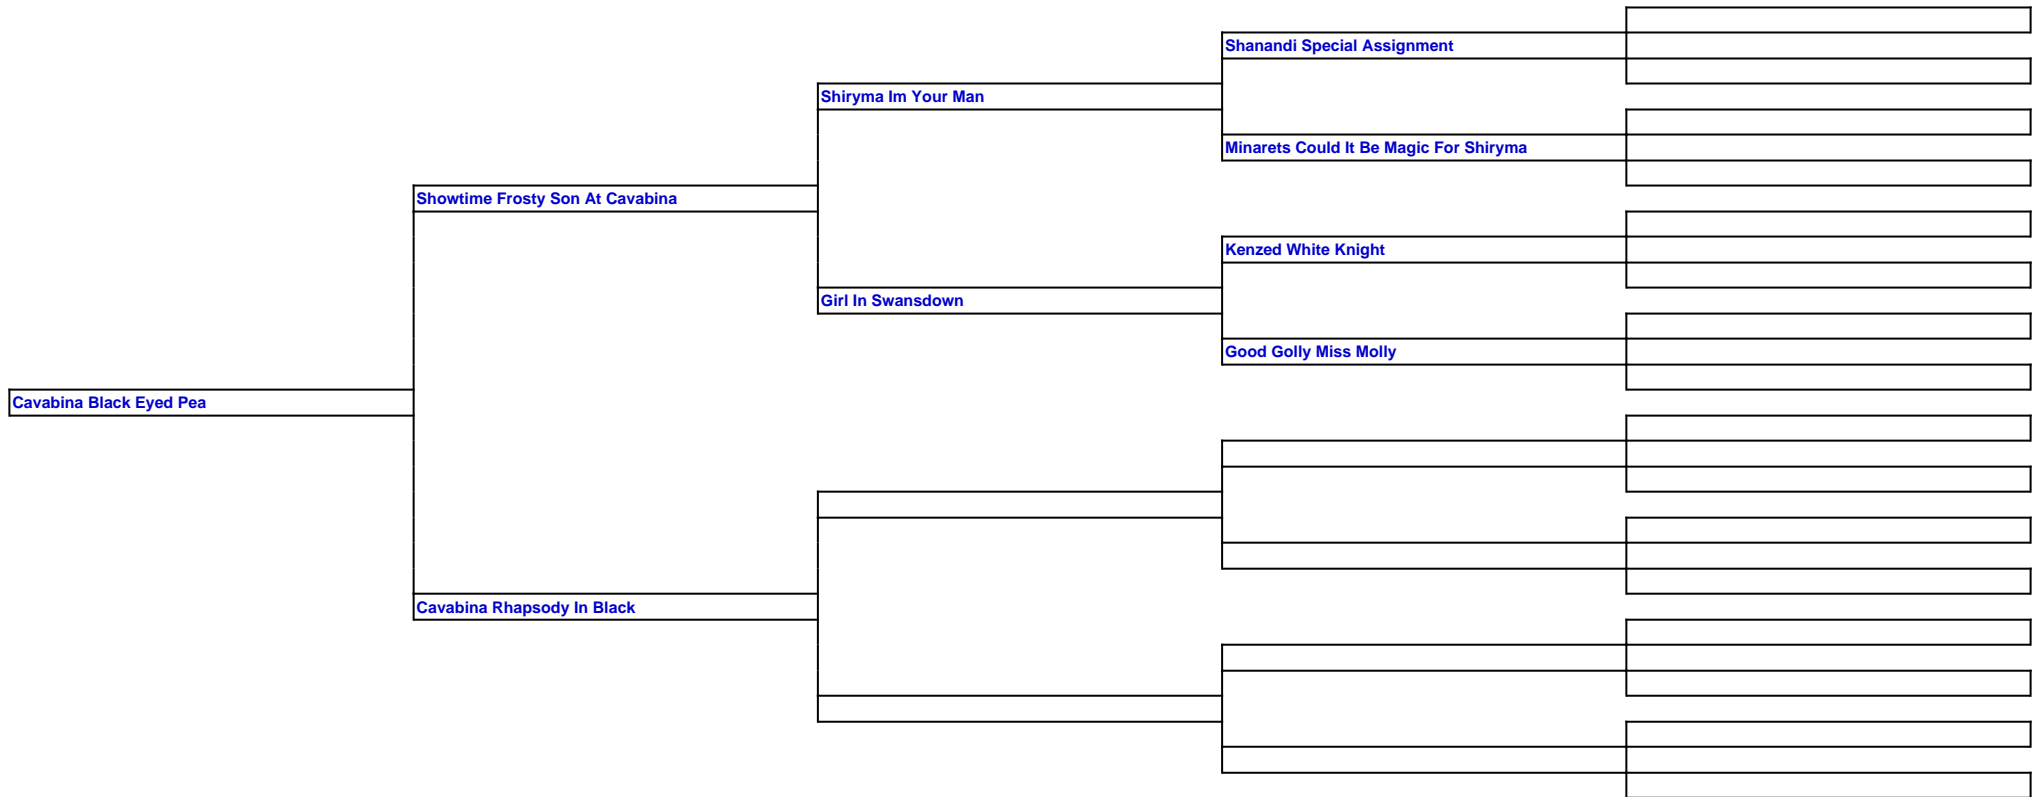 Shanandi Special Assignment
Shiryma Im Your Man
Minarets Could It Be Magic For Shiryma
Showtime Frosty Son At Cavabina
Kenzed White Knight
Girl In Swansdown
Good Golly Miss Molly
Cavabina Black Eyed Pea
Cavabina Rhapsody In Black